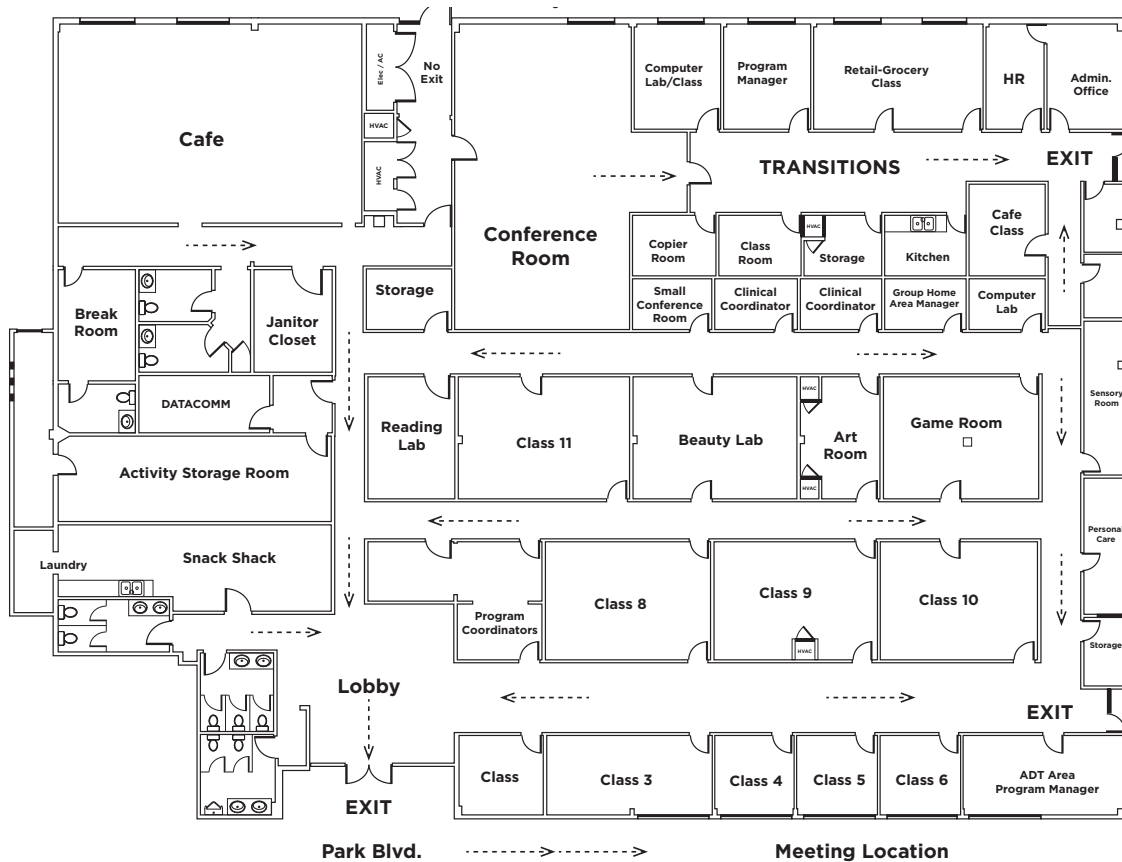 No
Exit
Elec / AC
HVAC
HVAC
Cafe
Computer
Lab/Class
Program
Manager
Retail-Grocery
Class
HR
Admin.
Office
TRANSITIONS
EXIT
Conference
Room
Copier
Room
Class
Room
HVAC
Storage
Kitchen
Cafe
Class
Small
Conference
Room
Clinical
Coordinator
Clinical
Coordinator
Group Home
Area Manager
Computer
Lab
Storage
Break
Room
Janitor
Closet
DATACOMM
Activity Storage Room
Reading
Lab
Class 11
Beauty Lab
HVAC
Art
Room
HVAC
Game Room
Sensory
Room
Personal
Care
Laundry
Snack Shack
Program
Coordinators
Class 8
Class 9
HVAC
Class 10
Storage
Lobby
EXIT
Class
Class 3
Class 4
Class 5
Class 6
ADT Area
Program Manager
EXIT
Park Blvd.
Meeting Location